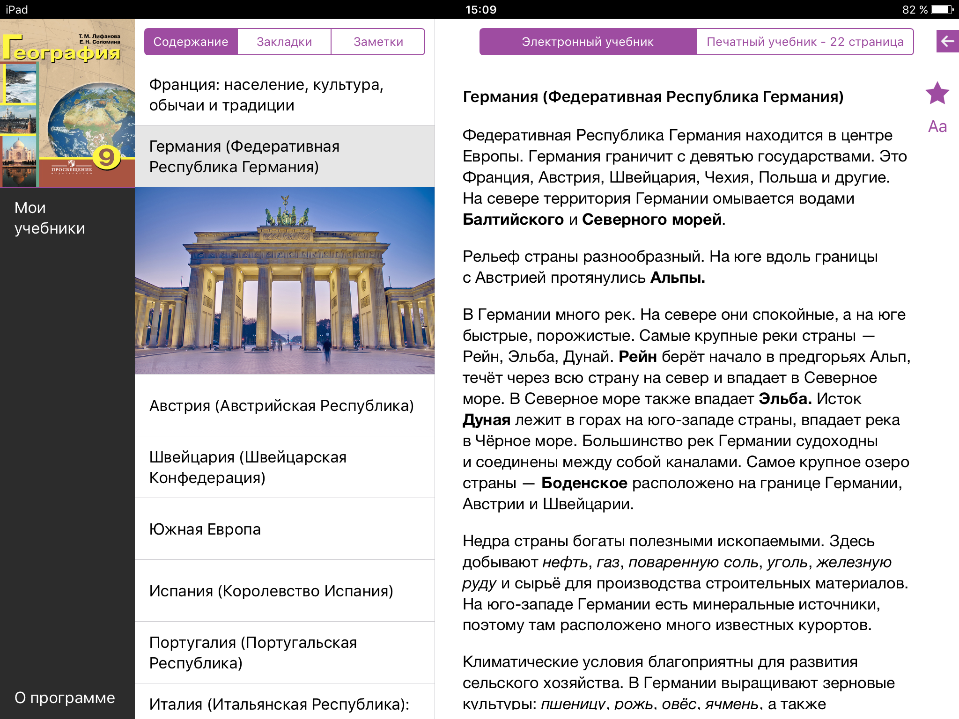 iPad
15:09
82 %
Т. М. Лифанова
Е. Н. Соломина
География
9
ПРОСВЕЩЕНИЕ
Мои
учебники
О программе
Содержание
Закладки
Заметки
Франция: население, культура,
обычаи и традиции
Германия (Федеративная
Республика Германия)
Австрия (Австрийская Республика)
Швейцария (Швейцарская
Конфедерация)
Южная Европа
Испания (Королевство Испания)
Португалия (Португальская
Республика)
Италия (Итальянская Республика):
Электронный учебник
Печатный учебник - 22 страница
Aa
Германия (Федеративная Республика Германия)
Федеративная Республика Германия находится в центре
Европы. Германия граничит с девятью государствами. Это
Франция, Австрия, Швейцария, Чехия, Польша и другие.
На севере территория Германии омывается водами
Балтийского и Северного морей.
Рельеф страны разнообразный. На юге вдоль границы
с Австрией протянулись Альпы.
В Германии много рек. На севере они спокойные, а на юге
быстрые, порожистые. Самые крупные реки страны —
Рейн, Эльба, Дунай. Рейн берёт начало в предгорьях Альп,
течёт через всю страну на север и впадает в Северное
море. В Северное море также впадает Эльба. Исток
Дуная лежит в горах на юго-западе страны, впадает река
в Чёрное море. Большинство рек Германии судоходны
и соединены между собой каналами. Самое крупное озеро
страны — Боденское расположено на границе Германии,
Австрии и Швейцарии.
Недра страны богаты полезными ископаемыми. Здесь
добывают нефть, газ, поваренную соль, уголь, железную
руду и сырьё для производства строительных материалов.
На юго-западе Германии есть минеральные источники,
поэтому там расположено много известных курортов.
Климатические условия благоприятны для развития
сельского хозяйства. В Германии выращивают зерновые
культуры: пшеницу, рожь, овёс, ячмень, а также